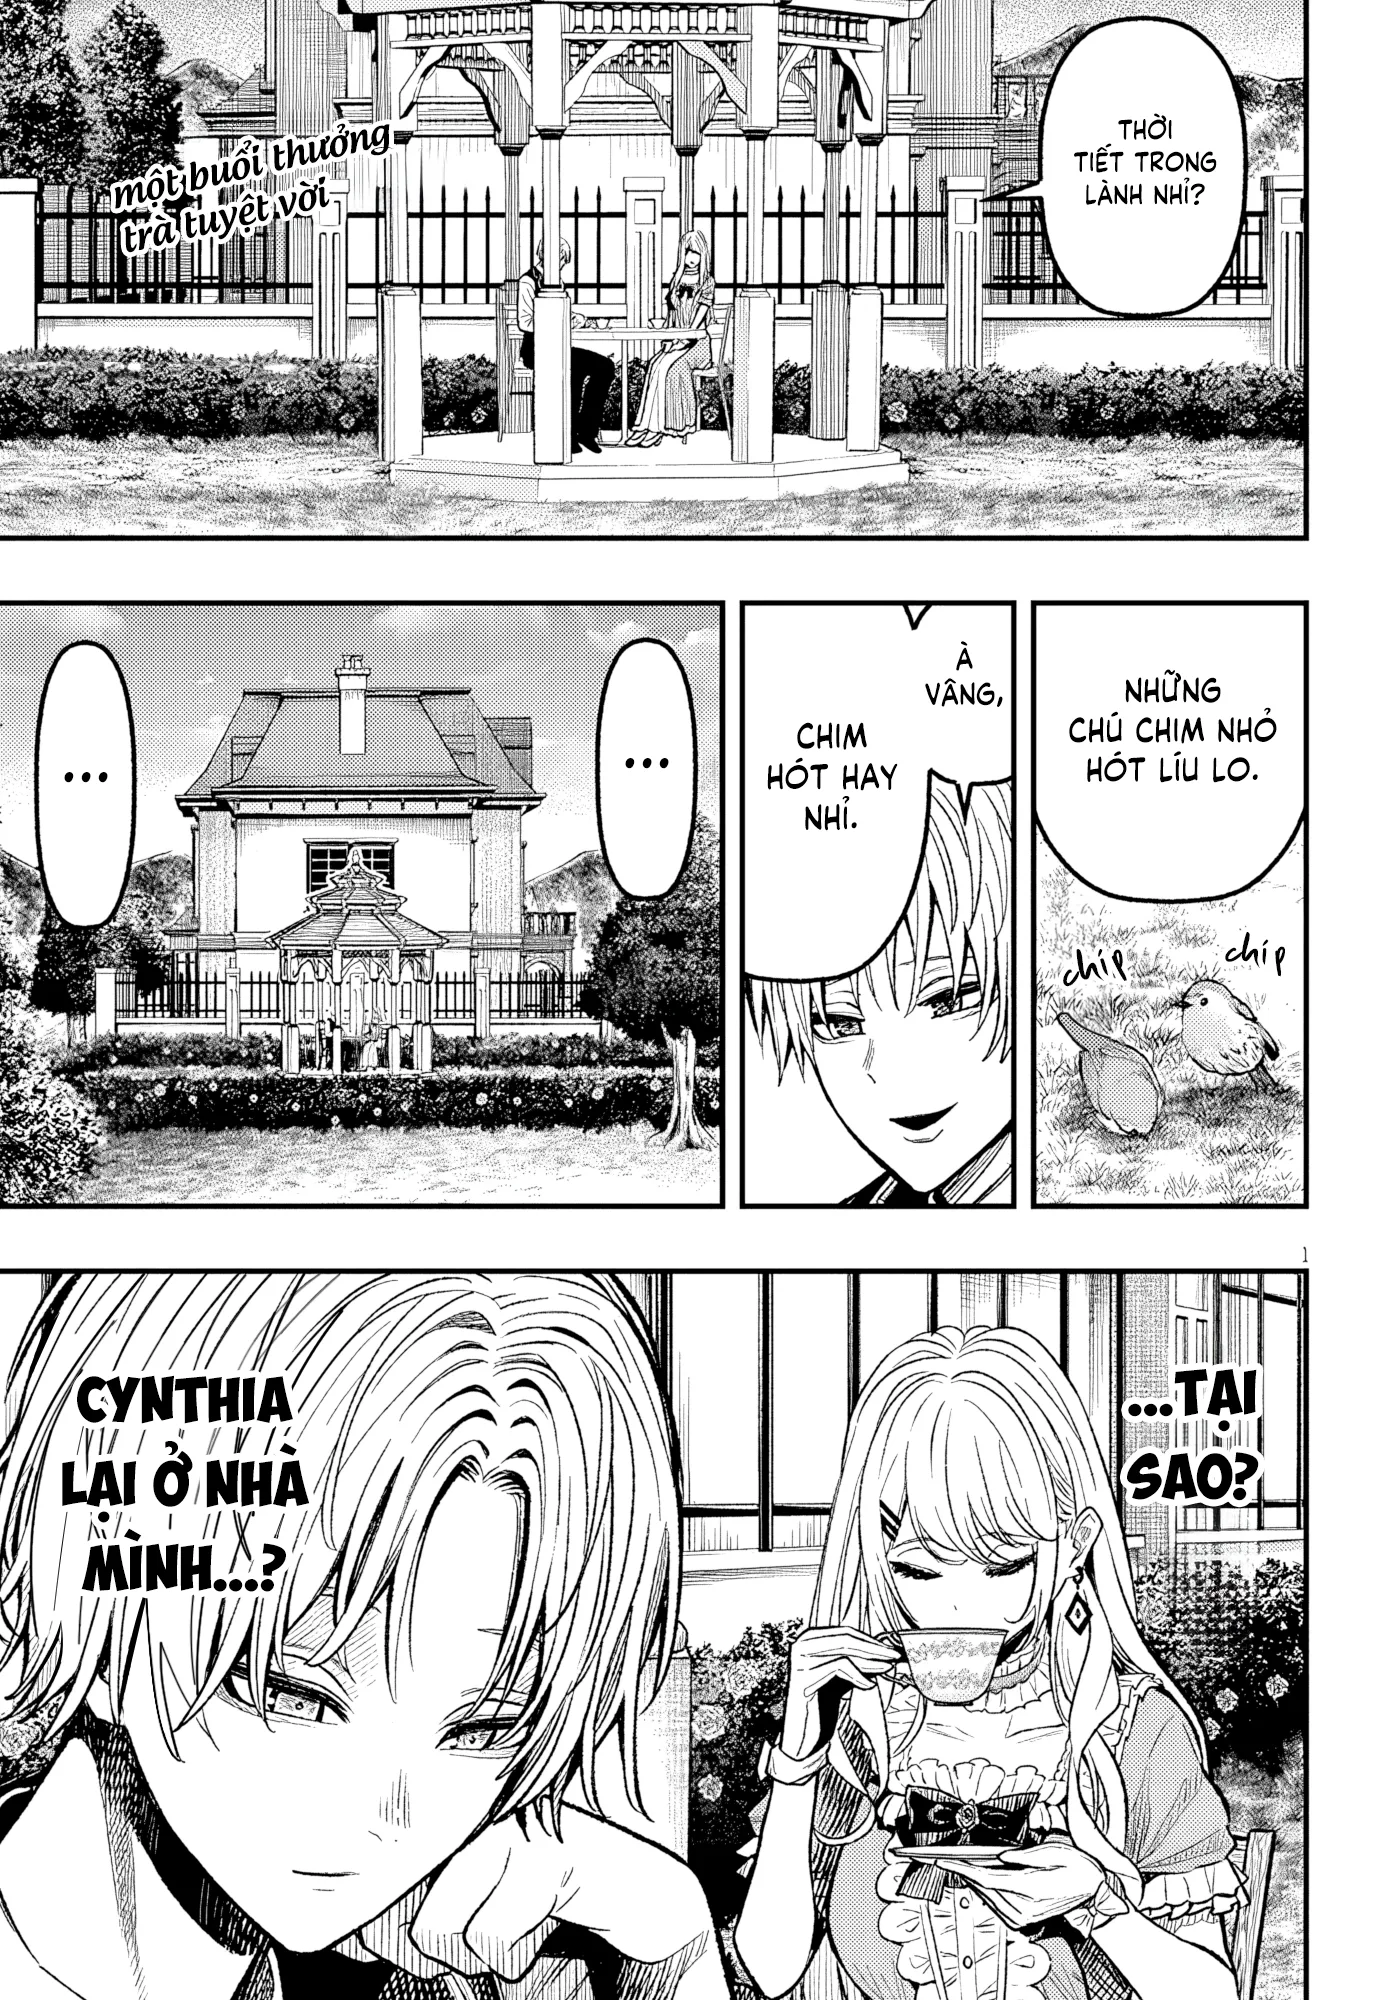 THỜI
TIẾT TRONG
LÀNH NHỈ?
một buổi thưởng
trà tuyệt vời
NHỮNG
CHÚ CHIM NHỎ
HÓT LÍU LO.
chíp
chíp
À
VÂNG,
CHIM
HÓT HAY
NHỈ.
...
...
1
...TẠI
SAO?
CYNTHIA
LẠI Ở NHÀ
MÌNH...?